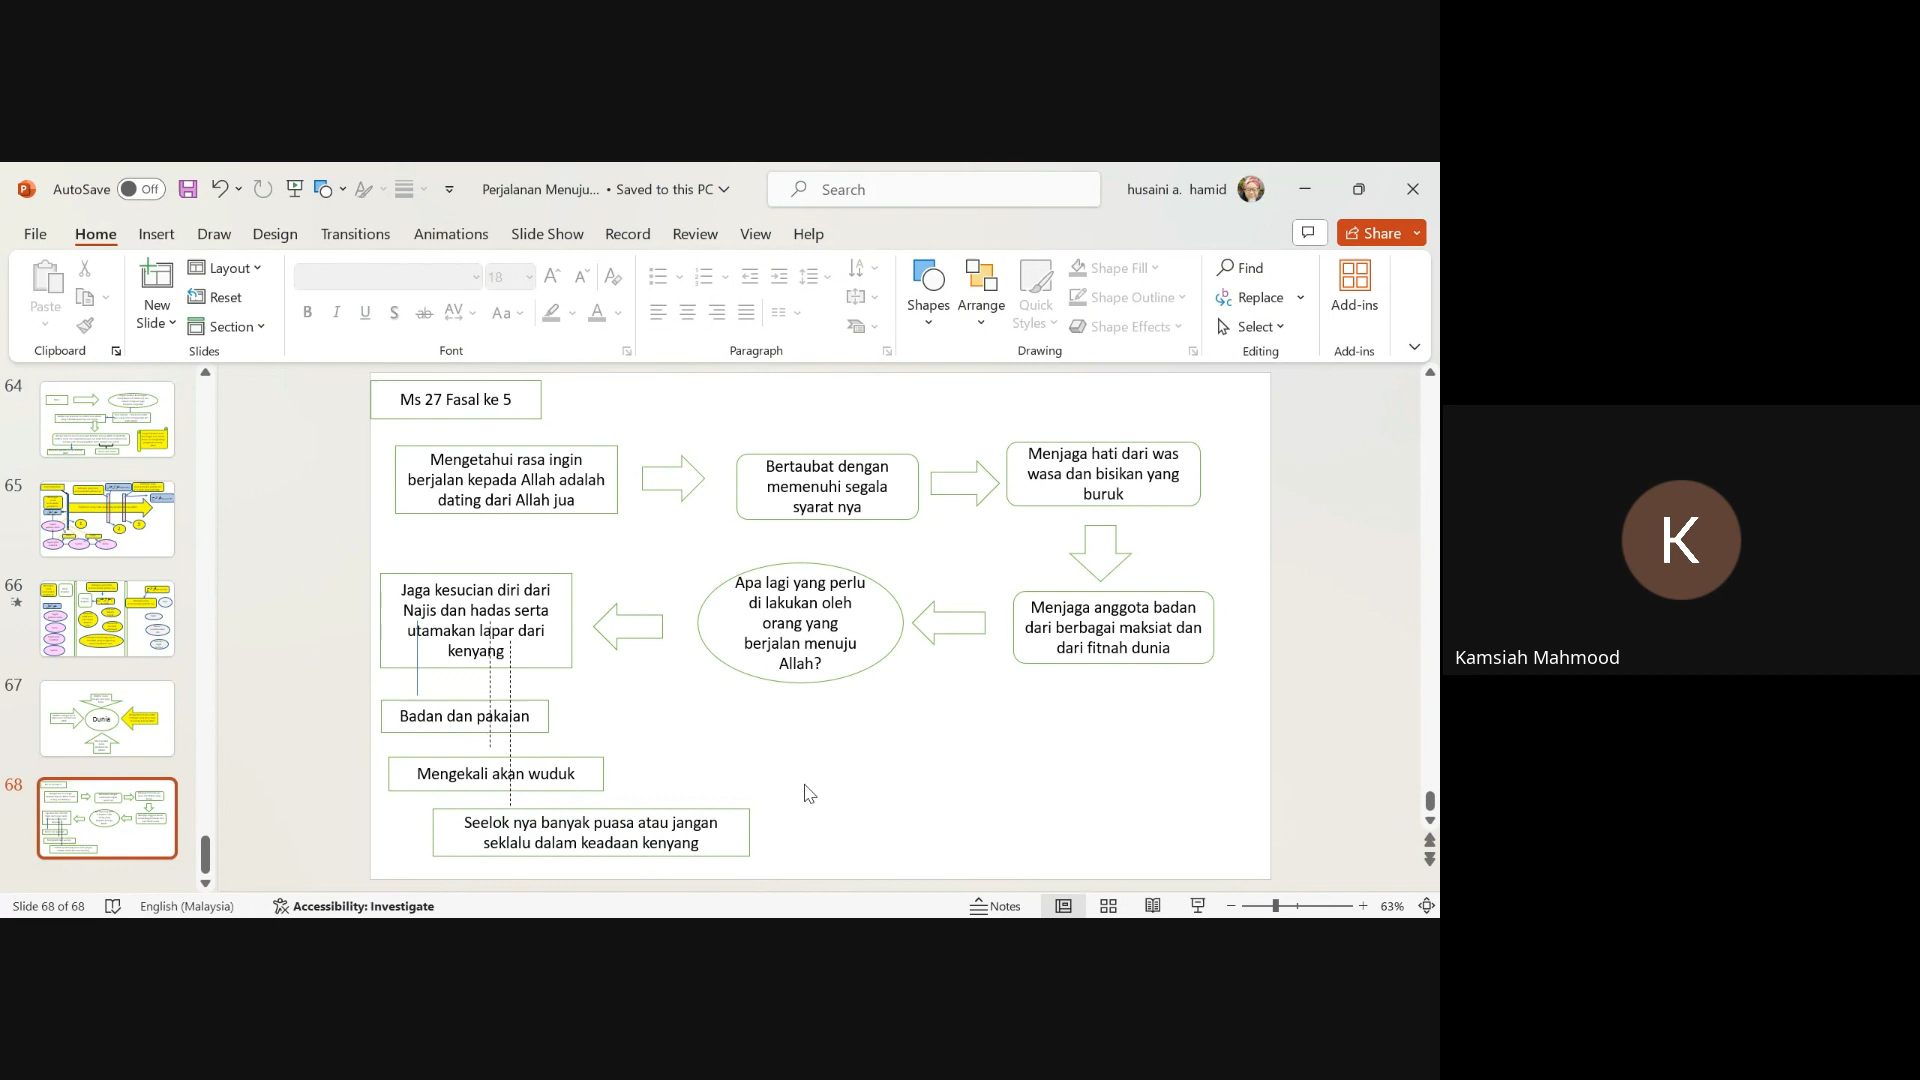 AutoSave Off Perjalanan Menuju... • Saved to this PC Search husaini a. hamid
File Home Insert Draw Design Transitions Animations Slide Show Record Review View Help Share
Paste
Clipboard
New
Slide
Layout
Reset
Section
Slides
18
B I U S ab AV Aa A
Font
Paragraph
Shapes
Arrange
Quick
Styles
Shape Fill
Shape Outline
Shape Effects
Drawing
Find
Replace
Select
Editing
Add-ins
Add-ins
64
65
66
67
Dunia
68
Ms 27 Fasal ke 5
Mengetahui rasa ingin
berjalan kepada Allah adalah
dating dari Allah jua
Bertaubat dengan
memenuhi segala
syarat nya
Menjaga hati dari was
wasa dan bisikan yang
buruk
Menjaga anggota badan
dari berbagai maksiat dan
dari fitnah dunia
Apa lagi yang perlu
di lakukan oleh
orang yang
berjalan menuju
Allah?
Jaga kesucian diri dari
Najis dan hadas serta
utamakan lapar dari
kenyang
Badan dan pakaian
Mengekali akan wuduk
Seelok nya banyak puasa atau jangan
seklalu dalam keadaan kenyang
Slide 68 of 68 English (Malaysia) Accessibility: Investigate Notes 63%
K
Kamsiah Mahmood